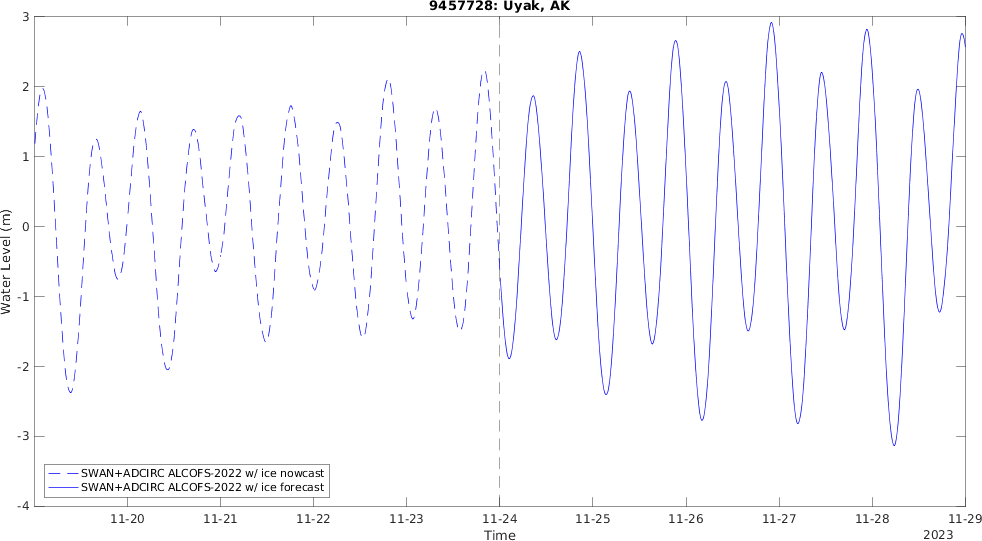 9457728: Uyak, AK
3
2
1
0
-1
-2
-3
-4
Water Level (m)
SWAN+ADCIRC ALCOFS-2022 w/ ice nowcast
SWAN+ADCIRC ALCOFS-2022 w/ ice forecast
11-20 11-21 11-22 11-23 11-24 11-25 11-26 11-27 11-28 11-29
Time
2023